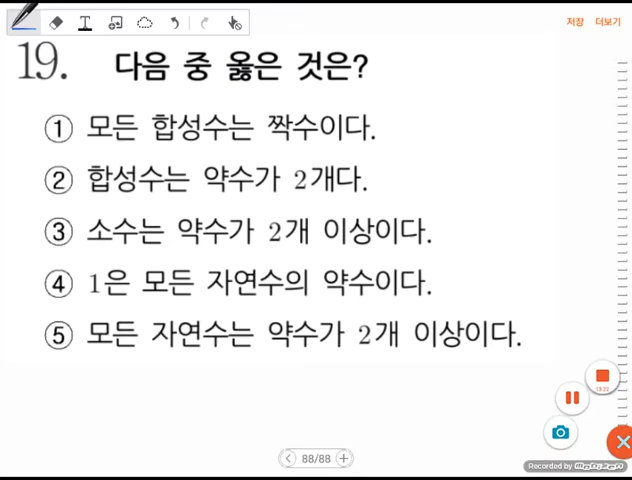 저장 더보기
19. 다음 중 옳은 것은?
① 모든 합성수는 짝수이다.
② 합성수는 약수가 2개다.
③ 소수는 약수가 2개 이상이다.
④ 1은 모든 자연수의 약수이다.
⑤ 모든 자연수는 약수가 2개 이상이다.
88/88
Recorded by